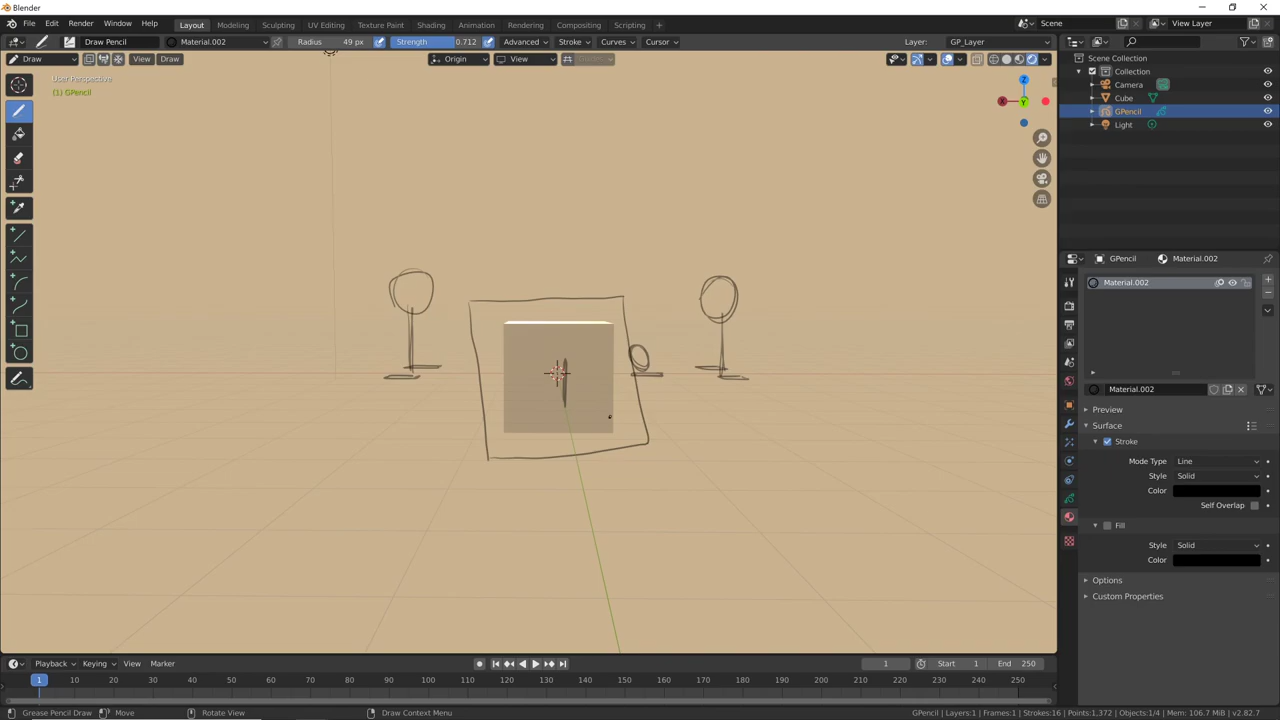 Blender
File Edit Render Window Help Layout Modeling Sculpting UV Editing Texture Paint Shading Animation Rendering Compositing Scripting + Scene View Layer
Draw Pencil Material.002 Radius 49 px Strength 0.712 Advanced Stroke Curves Cursor Layer: GP_Layer
Draw View Draw Origin View
Scene Collection
Collection
User Perspective
(1) GPencil
Camera
Cube
GPencil
Light
Z
X Y
GPencil Material.002
Material.002
Material.002
Preview
Surface
Stroke
Mode Type Line
Style Solid
Color
Self Overlap
Fill
Style Solid
Color
Options
Custom Properties
Playback Keying View Marker 1 Start 1 End 250
1 10 20 30 40 50 60 70 80 90 100 110 120 130 140 150 160 170 180 190 200 210 220 230 240 250
Grease Pencil Draw Move Rotate View Draw Context Menu GPencil | Layers:1 | Frames:1 | Strokes:16 | Points:1,372 | Objects:1/4 | Mem: 106.7 MiB | v2.82.7